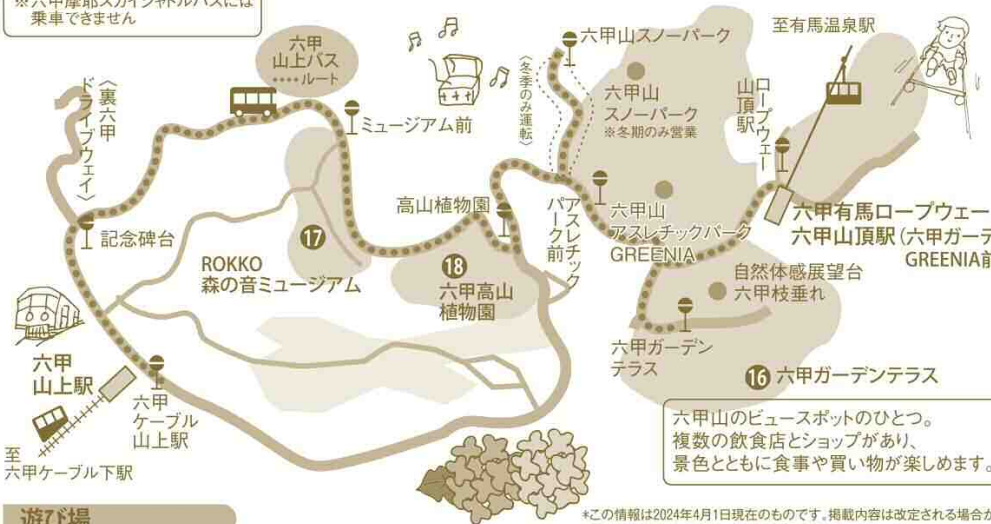 ※六甲摩耶スカイシャトルバスには
乗車できません
六甲
山上バス
••••ルート
六甲山スノーパーク
至有馬温泉駅
〈裏六甲
ドライブウェイ〉
ミュージアム前
〈冬季のみ運転〉
六甲山
スノーパーク
※冬期のみ営業
ロープウェー
山頂駅
記念碑台
高山植物園
アスレチック
パーク前
六甲山
アスレチックパーク
GREENIA
六甲有馬ロープウェー
六甲山頂駅(六甲ガーデ
GREENIA前
17
ROKKO
森の音ミュージアム
18
六甲高山
植物園
自然体感展望台
六甲枝垂れ
六甲
山上駅
六甲
ケーブル
山上駅
六甲ガーデン
テラス
16 六甲ガーデンテラス
至
六甲ケーブル下駅
六甲山のビュースポットのひとつ。
複数の飲食店とショップがあり、
景色とともに食事や買い物が楽しめます。
遊び場
*この情報は2024年4月1日現在のものです。掲載内容は改定される場合か